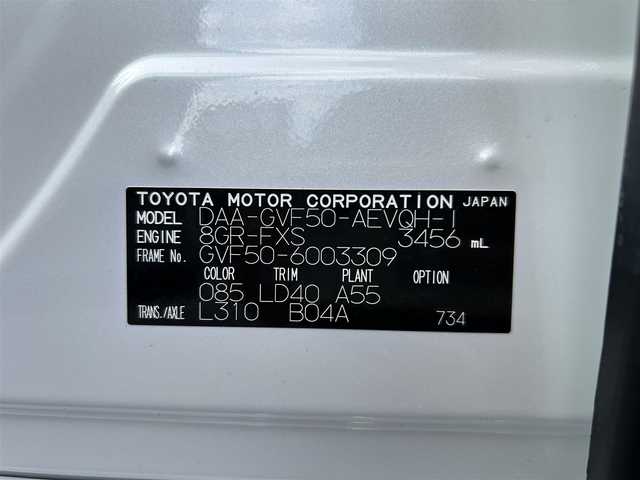 TOYOTA MOTOR CORPORATION JAPAN
MODEL DAA-GVF50-AEVQH-I
ENGINE 8GR-FXS 3456 mL
FRAME No. GVF50-6003309
COLOR TRIM PLANT OPTION
085 LD40 A55
TRANS./AXLE L310 B04A 734